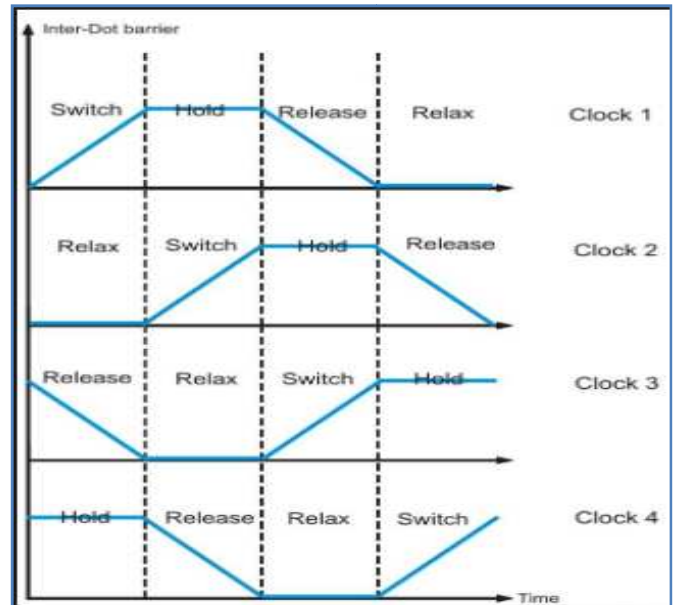 Inter-Dot barrier
Switch Hold Release Relax Clock 1
Relax Switch Hold Release Clock 2
Release Relax Switch Hold Clock 3
Hold Release Relax Switch Clock 4
Time